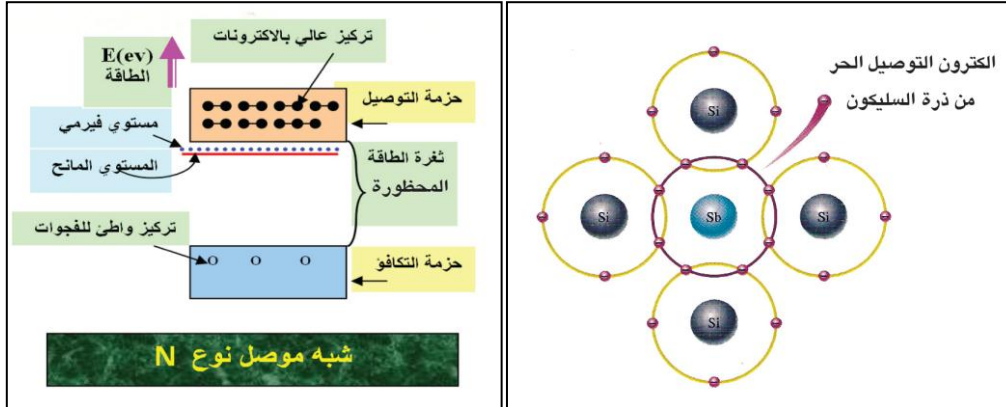 تركيز عالي بالاكترونات
E(ev)
الطاقة
حزمة التوصيل
مستوي فيرمي
المستوي المانح
ثغرة الطاقة
المحظورة
تركيز واطئ للفجوات
حزمة التكافؤ
شبه موصل نوع N
الكترون التوصيل الحر
من ذرة السليكون
Si
Si
Sb
Si
Si